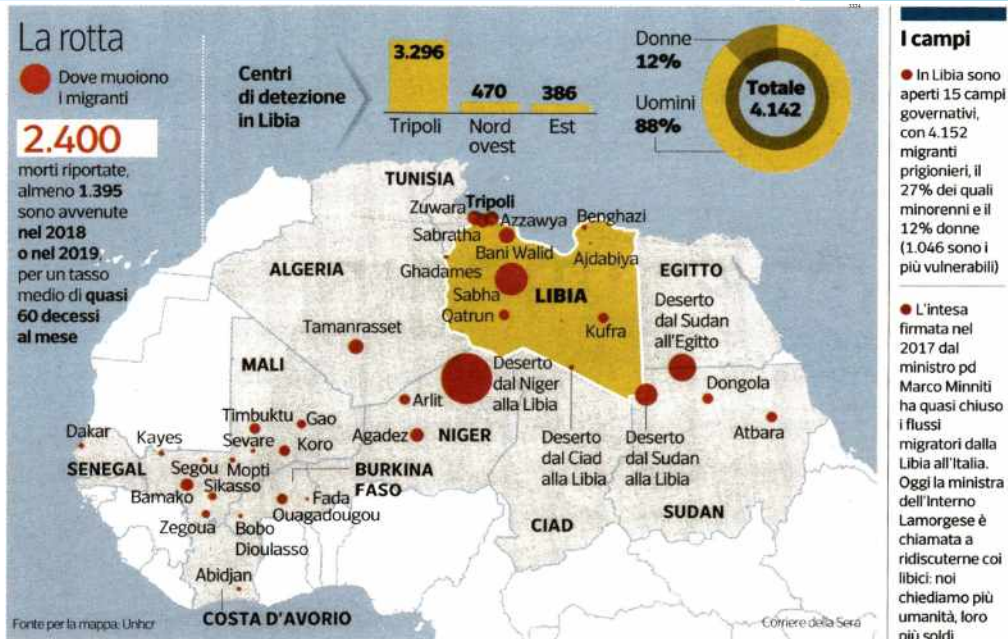 3334
La rotta
Dove muoiono
i migranti
2.400
morti riportate,
almeno 1.395
sono avvenute
nel 2018
o nel 2019,
per un tasso
medio di quasi
60 decessi
al mese
Centri
di detezione
in Libia
3.296
Tripoli
470
Nord
ovest
386
Est
Donne
12%
Uomini
88%
Totale
4.142
TUNISIA
Zuwara
Tripoli
Azzawya
Benghazi
Sabratha
Bani Walid
Ajdabiya
ALGERIA
Ghadames
EGITTO
Sabha
LIBIA
Qatrun
Kufra
Deserto
dal Sudan
all'Egitto
Tamanrasset
MALI
Deserto
dal Niger
alla Libia
Arlit
Dongola
Timbuktu
Gao
Atbara
Dakar
Kayes
Sevare
Koro
Agadez
NIGER
Deserto
dal Ciad
alla Libia
Deserto
dal Sudan
alla Libia
SENEGAL
Segou
Mopti
BURKINA
FASO
Sikasso
Bamako
Fada
Ouagadougou
Zegoua
Bobo
Dioulasso
CIAD
SUDAN
Abidjan
COSTA D'AVORIO
Fonte per la mappa: Unhcr
Corriere della Sera
I campi
In Libia sono
aperti 15 campi
governativi,
con 4.152
migranti
prigionieri, il
27% dei quali
minorenni e il
12% donne
(1.046 sono i
più vulnerabili)
L'intesa
firmata nel
2017 dal
ministro pd
Marco Minniti
ha quasi chiuso
i flussi
migratori dalla
Libia all'Italia.
Oggi la ministra
dell'Interno
Lamorgese è
chiamata a
ridiscuterne coi
libici: noi
chiediamo più
umanità, loro
più soldi